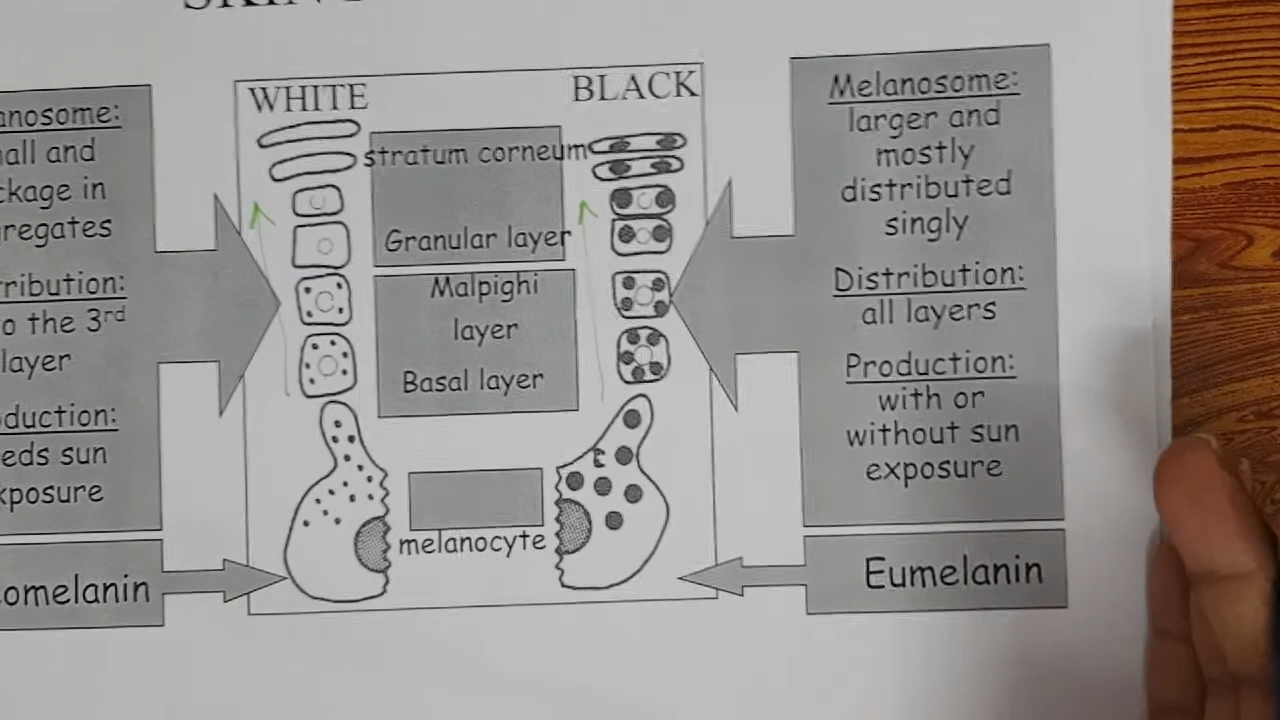 WHITE
BLACK
anosome:
all and
ckage in
regates
ribution:
o the 3rd
layer
duction:
eds sun
xposure
omelanin
stratum corneum
Granular layer
Malpighi
layer
Basal layer
melanocyte
Melanosome:
larger and
mostly
distributed
singly
Distribution:
all layers
Production:
with or
without sun
exposure
Eumelanin